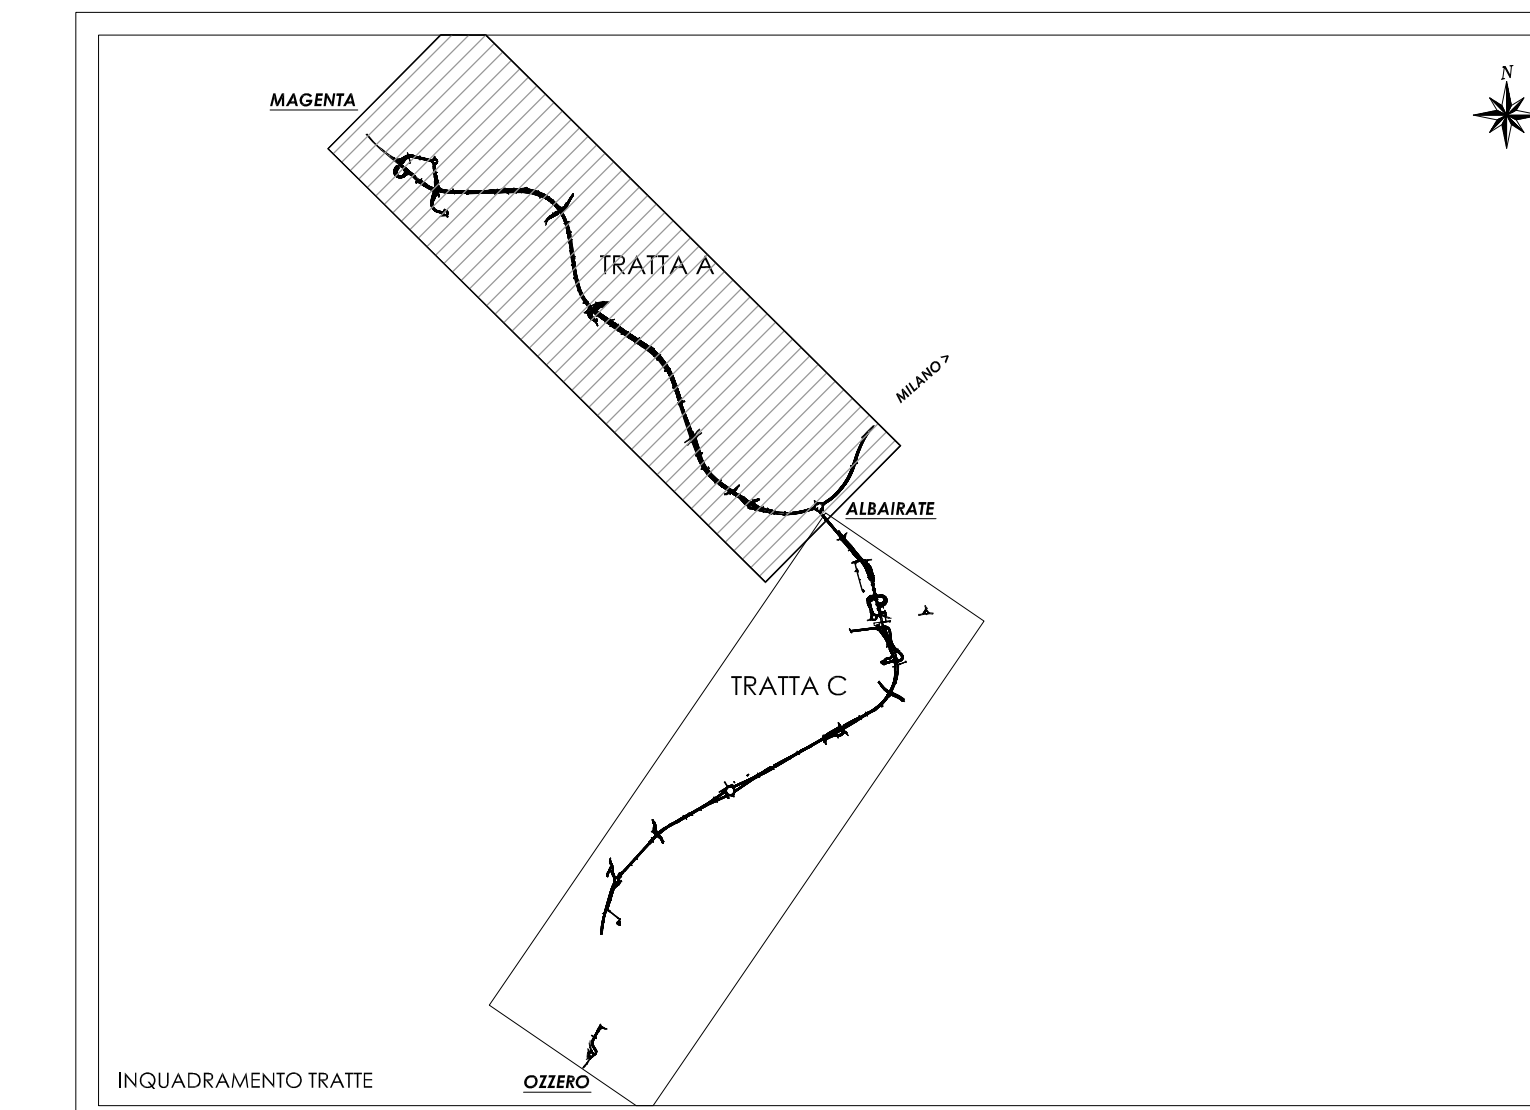 N
MAGENTA
TRATTA A
MILANO >
ALBAIRATE
TRATTA C
INQUADRAMENTO TRATTE
OZZERO